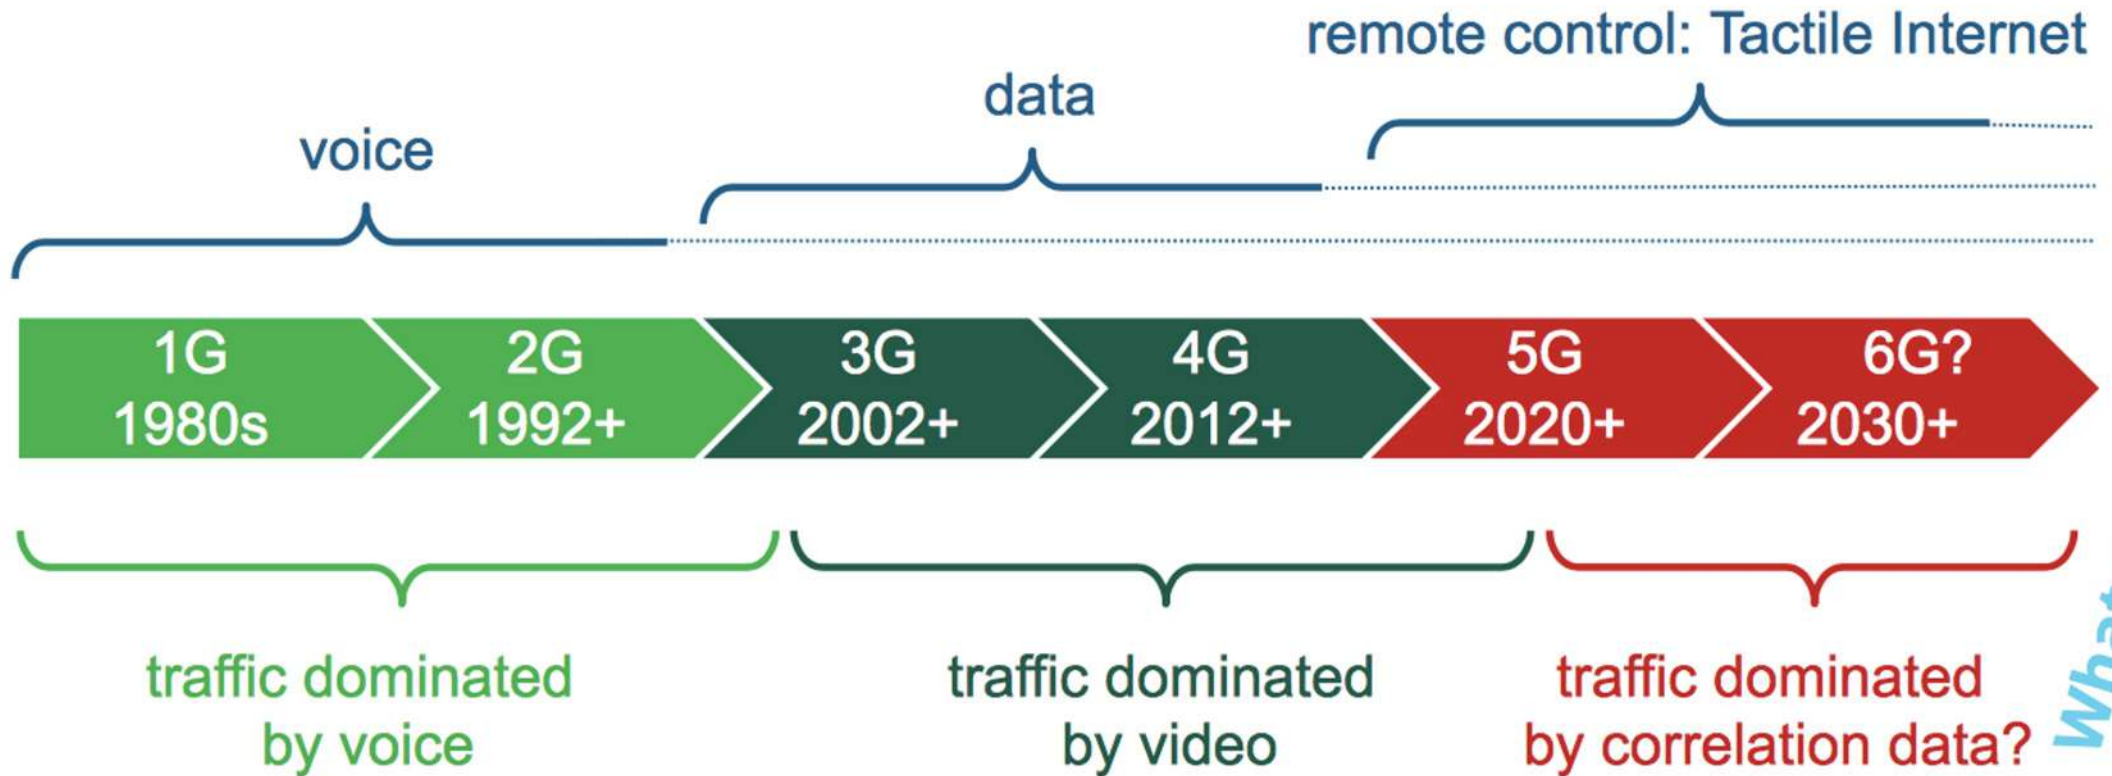 remote control: Tactile Internet
data
voice
1G
1980s
2G
1992+
3G
2002+
4G
2012+
5G
2020+
6G?
2030+
traffic dominated
by voice
traffic dominated
by video
traffic dominated
by correlation data?
What